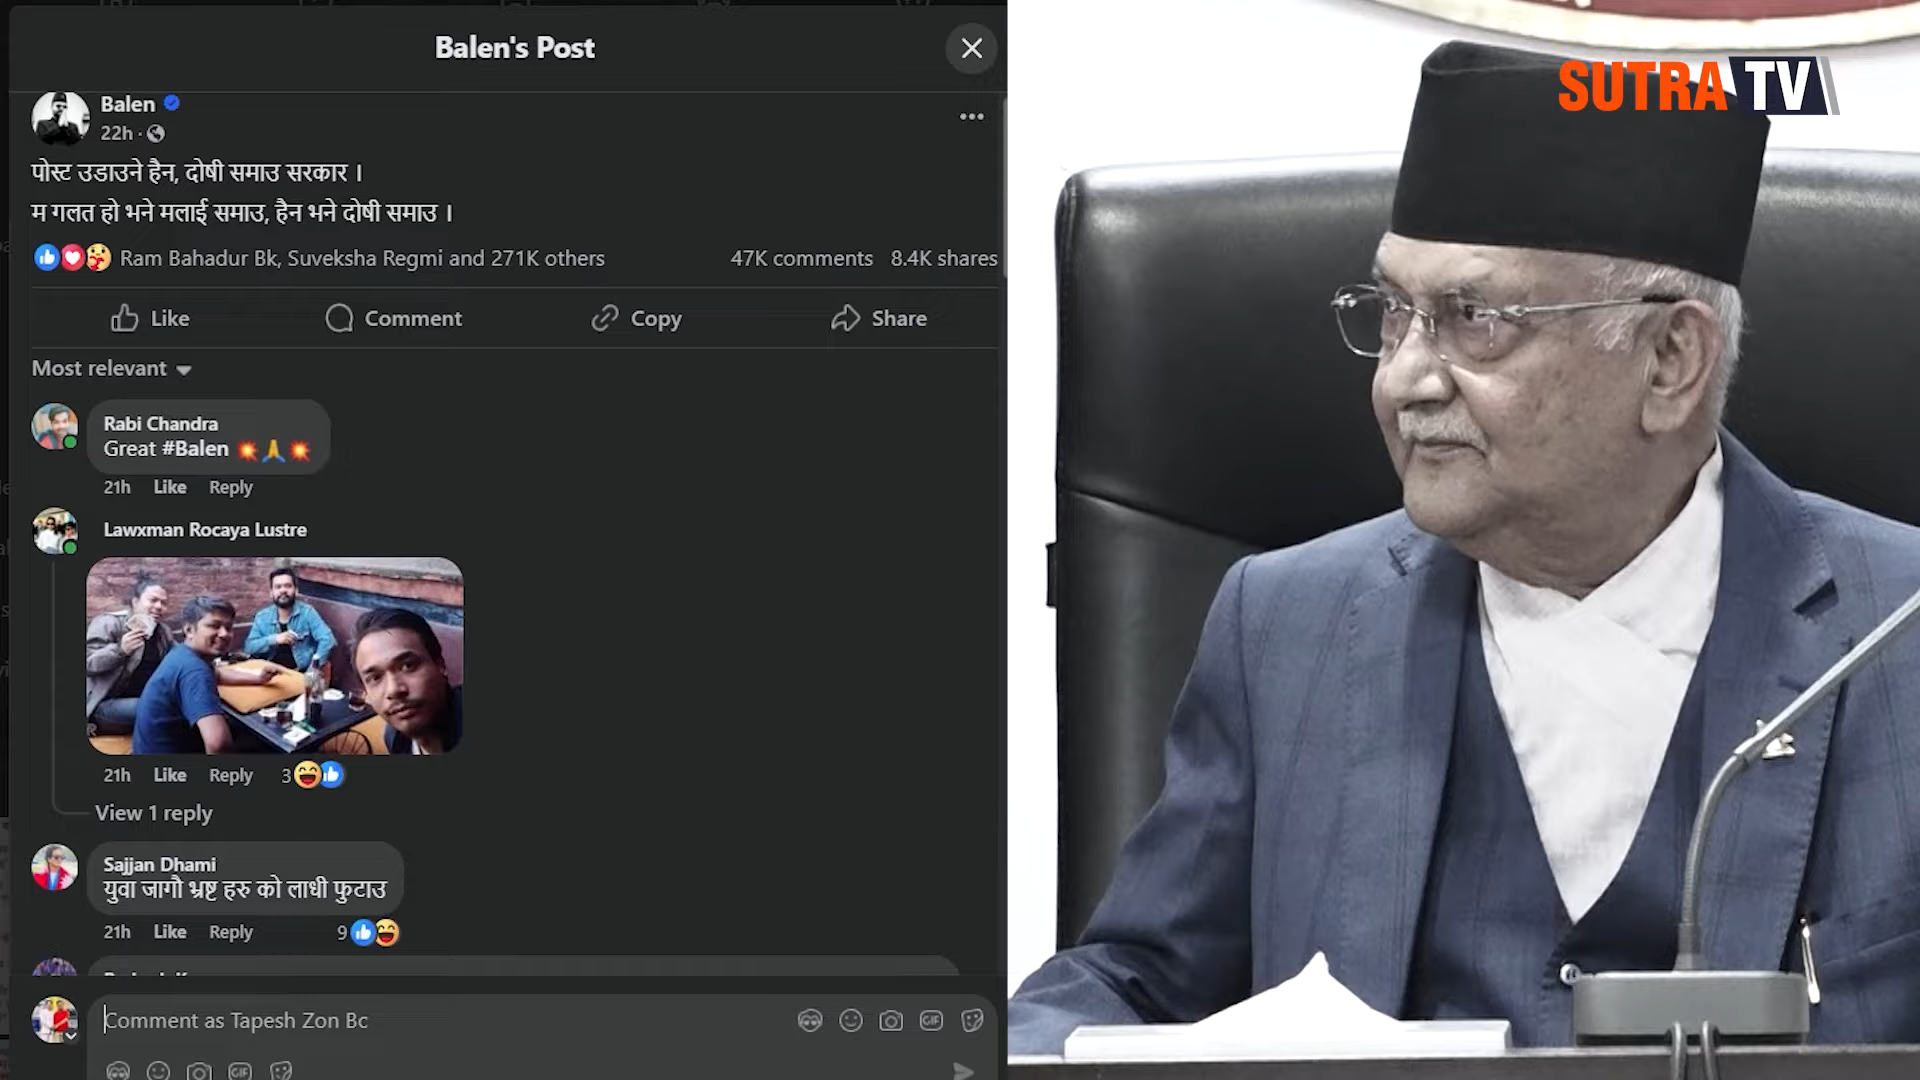 Balen's Post
SUTRA TV
Balen
22h
पोस्ट उडाउने हैन, दोषी समाउ सरकार ।
म गलत हो भने मलाई समाउ, हैन भने दोषी समाउ ।
Ram Bahadur Bk, Suveksha Regmi and 271K others 47K comments 8.4K shares
Like Comment Copy Share
Most relevant
Rabi Chandra
Great #Balen 💥🙏💥
21h Like Reply
Lawxman Rocaya Lustre
21h Like Reply 3
View 1 reply
Sajjan Dhami
युवा जागौ भ्रष्ट हरु को लाधी फुटाउ
21h Like Reply 9
Comment as Tapesh Zon Bc
GIF
GIF